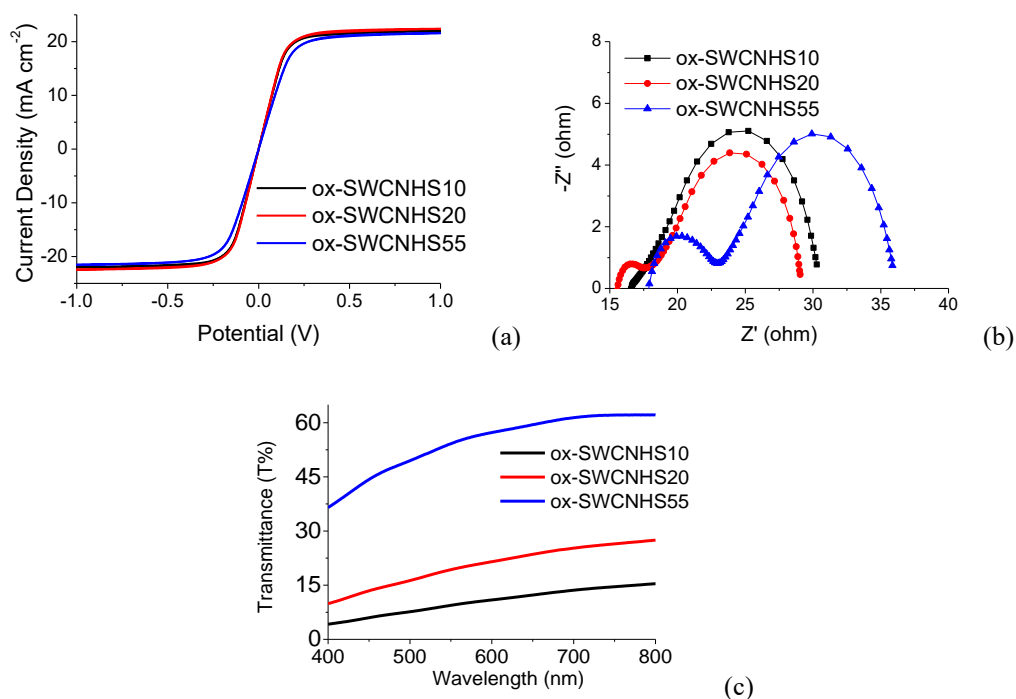 20
10
0
-10
-20
Current Density (mA cm-2)
ox-SWCNHS10
ox-SWCNHS20
ox-SWCNHS55
-1.0 -0.5 0.0 0.5 1.0
Potential (V)
(a)
8
6
4
2
0
-Z'' (ohm)
ox-SWCNHS10
ox-SWCNHS20
ox-SWCNHS55
15 20 25 30 35 40
Z' (ohm)
(b)
60
45
30
15
0
Transmittance (T%)
ox-SWCNHS10
ox-SWCNHS20
ox-SWCNHS55
400 500 600 700 800
Wavelength (nm)
(c)